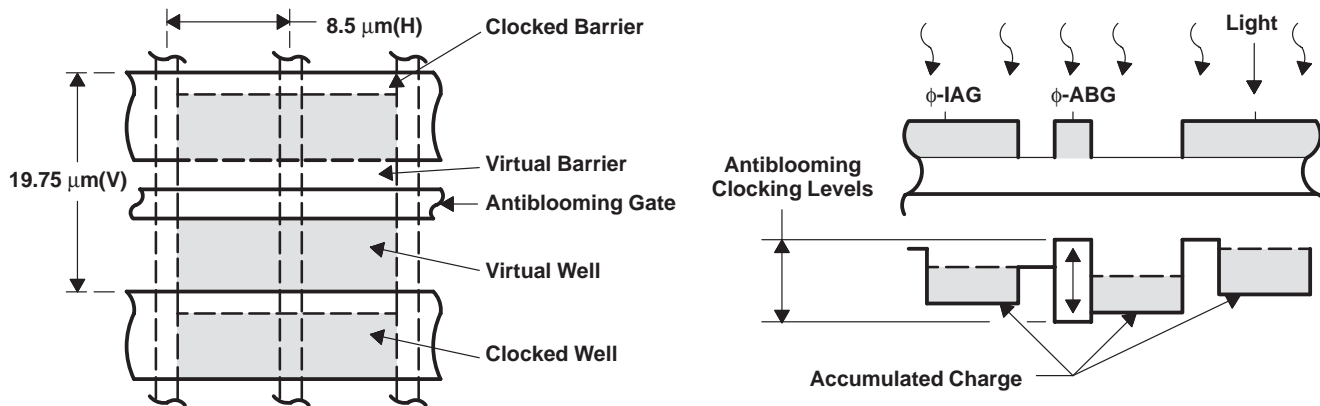 8.5 μm(H)
Clocked Barrier
19.75 μm(V)
Virtual Barrier
Antiblooming Gate
Virtual Well
Clocked Well
Light
ϕ-IAG
ϕ-ABG
Antiblooming
Clocking Levels
Accumulated Charge